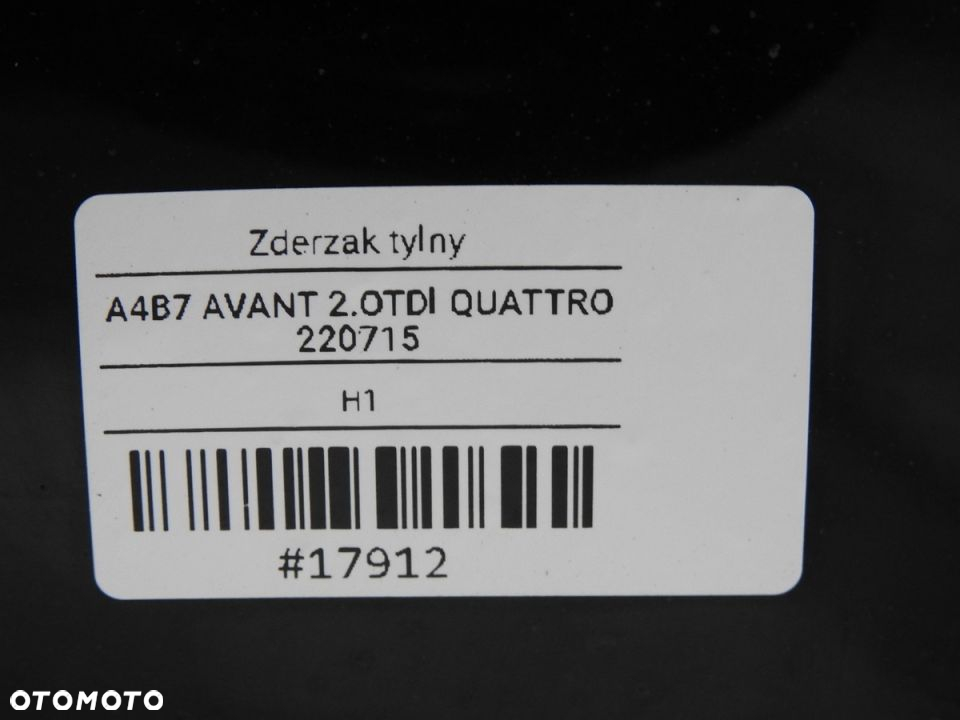 Zderzak tylny
A4B7 AVANT 2.0TDI QUATTRO
220715
H1
#17912
OTOMOTO